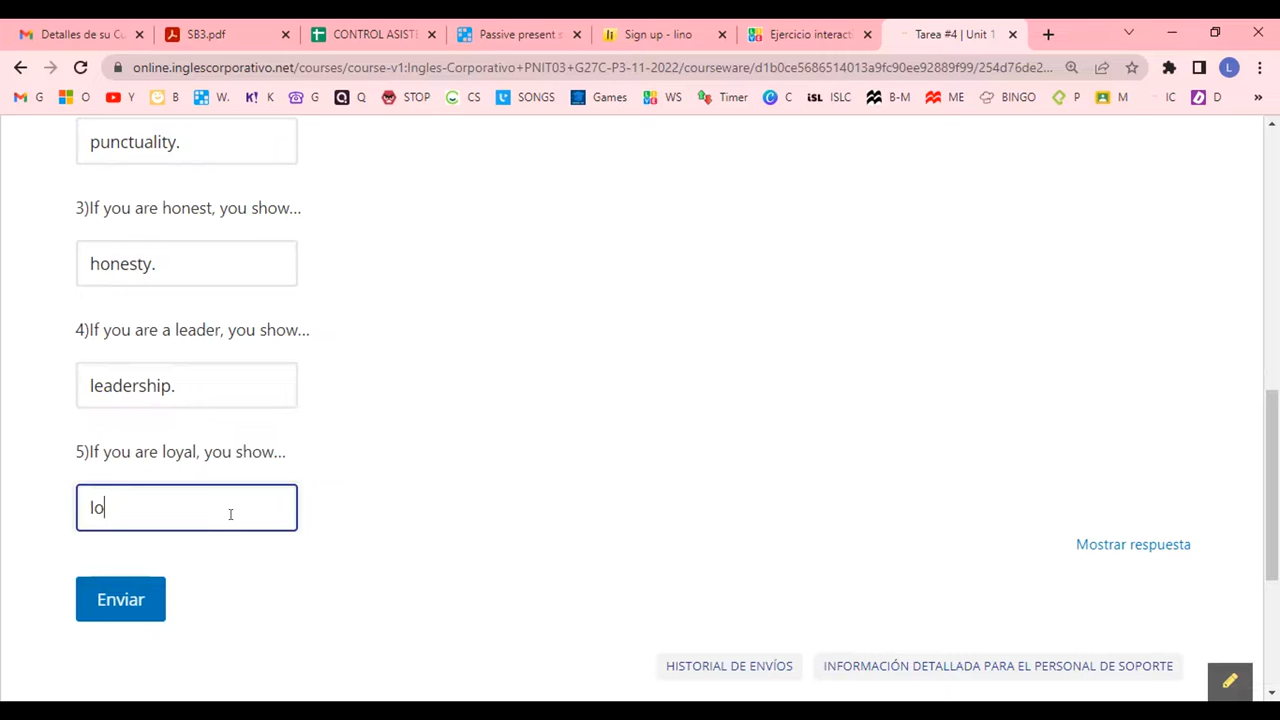 Detalles de su Cu
SB3.pdf
CONTROL ASIST
Passive present s
Sign up - lino
Ejercicio interact
Tarea #4 | Unit 1
online.inglescorporativo.net/courses/course-v1:Ingles-Corporativo+PNIT03+G27C-P3-11-2022/courseware/d1b0ce5686514013a9fc90ee92889f99/254d76de2...
L
G O Y B W. K! K G Q STOP CS SONGS Games WS Timer C ISLC B-M ME BINGO P M IC D »
punctuality.
3)If you are honest, you show...
honesty.
4)If you are a leader, you show...
leadership.
5)If you are loyal, you show...
lo
Mostrar respuesta
Enviar
HISTORIAL DE ENVÍOS
INFORMACIÓN DETALLADA PARA EL PERSONAL DE SOPORTE